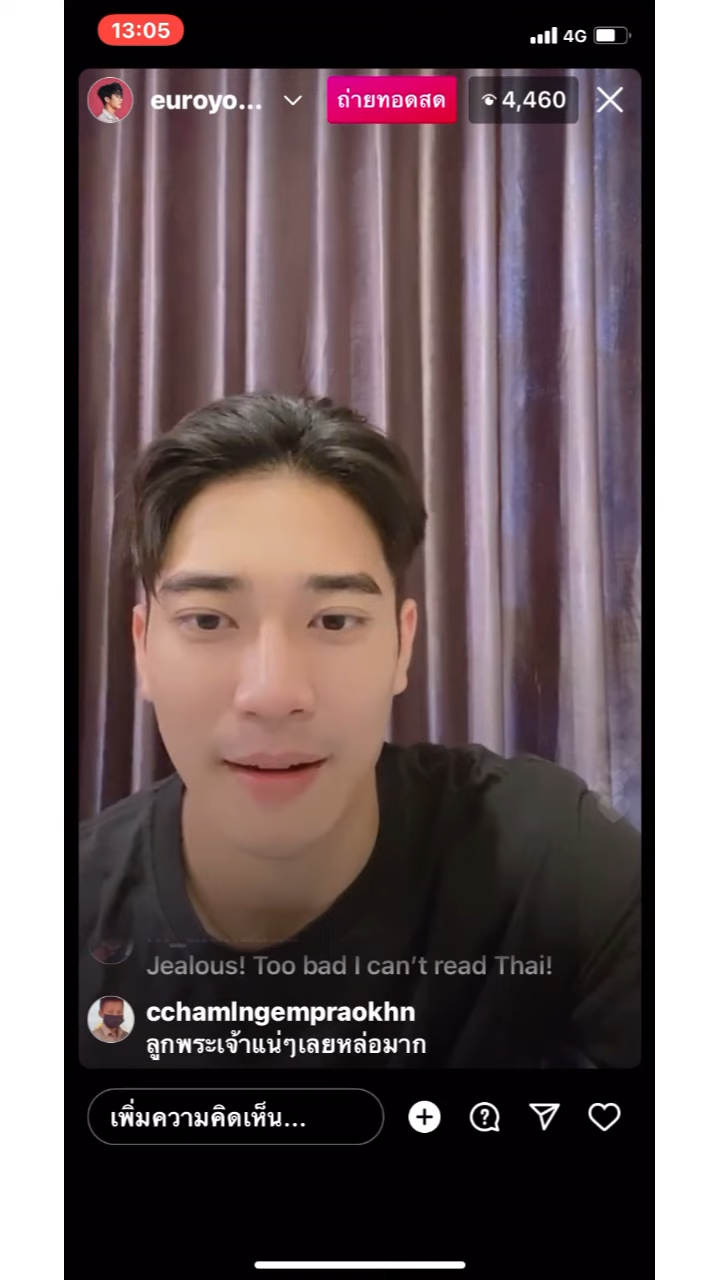 13:05
4G
euroyo...
ถ่ายทอดสด
4,460
Jealous! Too bad I can't read Thai!
cchamlngempraokhn
ลูกพระเจ้าแน่ๆเลยหล่อมาก
เพิ่มความคิดเห็น...